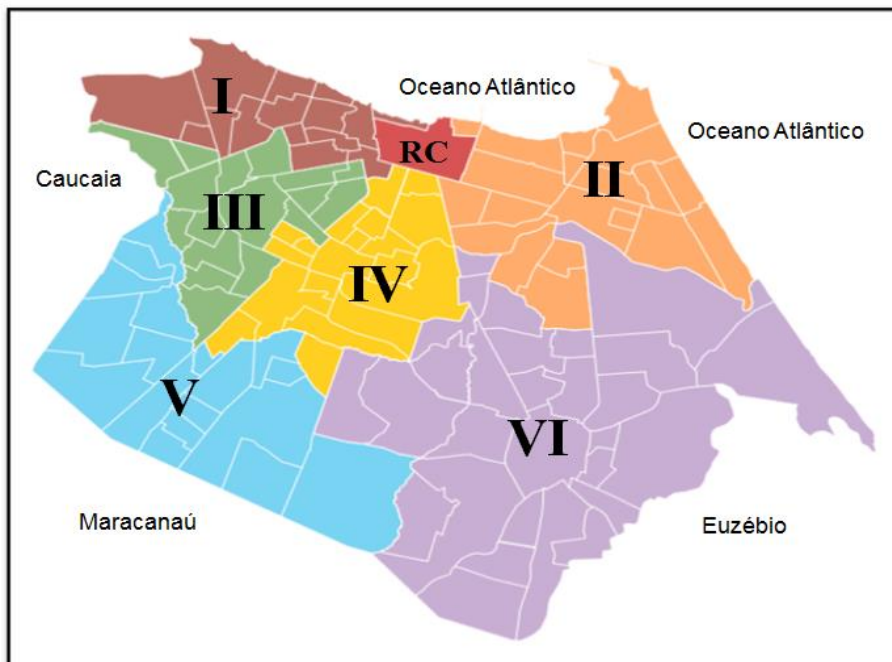 Oceano Atlântico
I
Oceano Atlântico
RC
II
Caucaia
III
IV
V
VI
Maracanaú
Euzébio